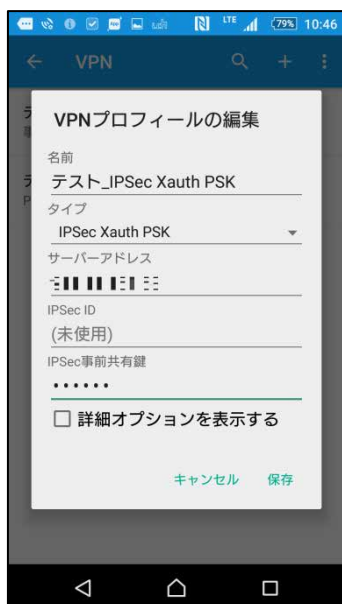 LTE 79% 10:46
VPN
VPNプロフィールの編集
名前
テスト_IPSec Xauth PSK
タイプ
IPSec Xauth PSK
サーバーアドレス
IPSec ID
(未使用)
IPSec事前共有鍵
••••••
詳細オプションを表示する
キャンセル 保存